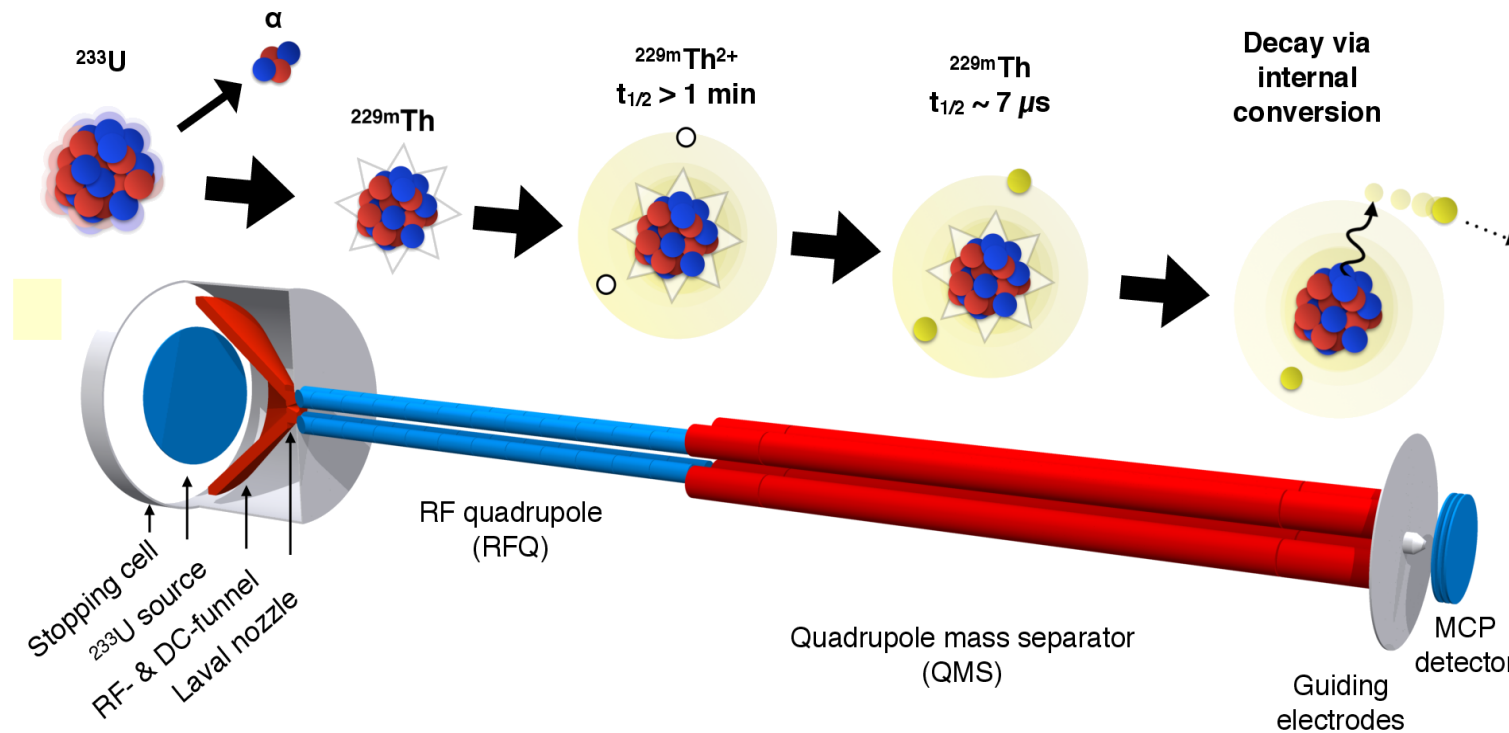 ²³³U
α
²²⁹ᵐTh
²²⁹ᵐTh²⁺
t₁/₂ > 1 min
²²⁹ᵐTh
t₁/₂ ~ 7 µs
Decay via
internal
conversion
Stopping cell
²³³U source
RF- & DC-funnel
Laval nozzle
RF quadrupole
(RFQ)
Quadrupole mass separator
(QMS)
Guiding
electrodes
MCP
detector